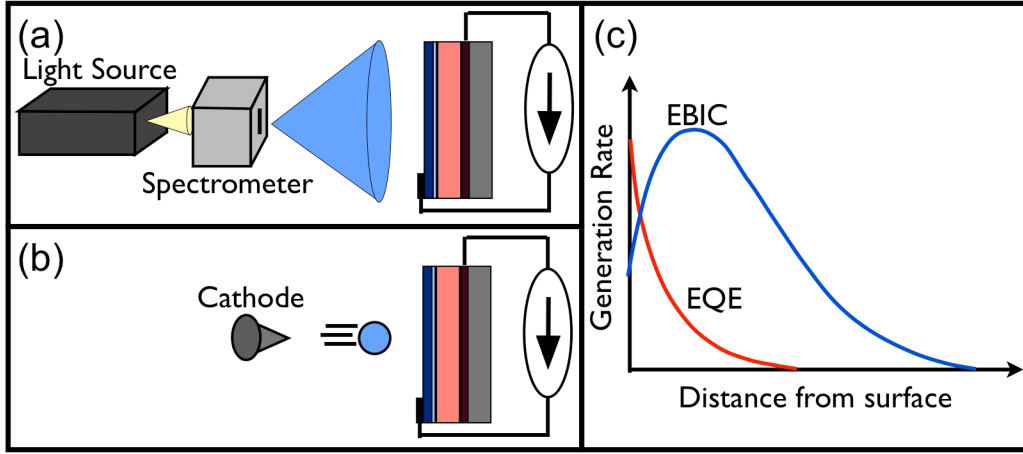 (a)
Light Source
Spectrometer
(b)
Cathode
(c)
EBIC
EQE
Generation Rate
Distance from surface